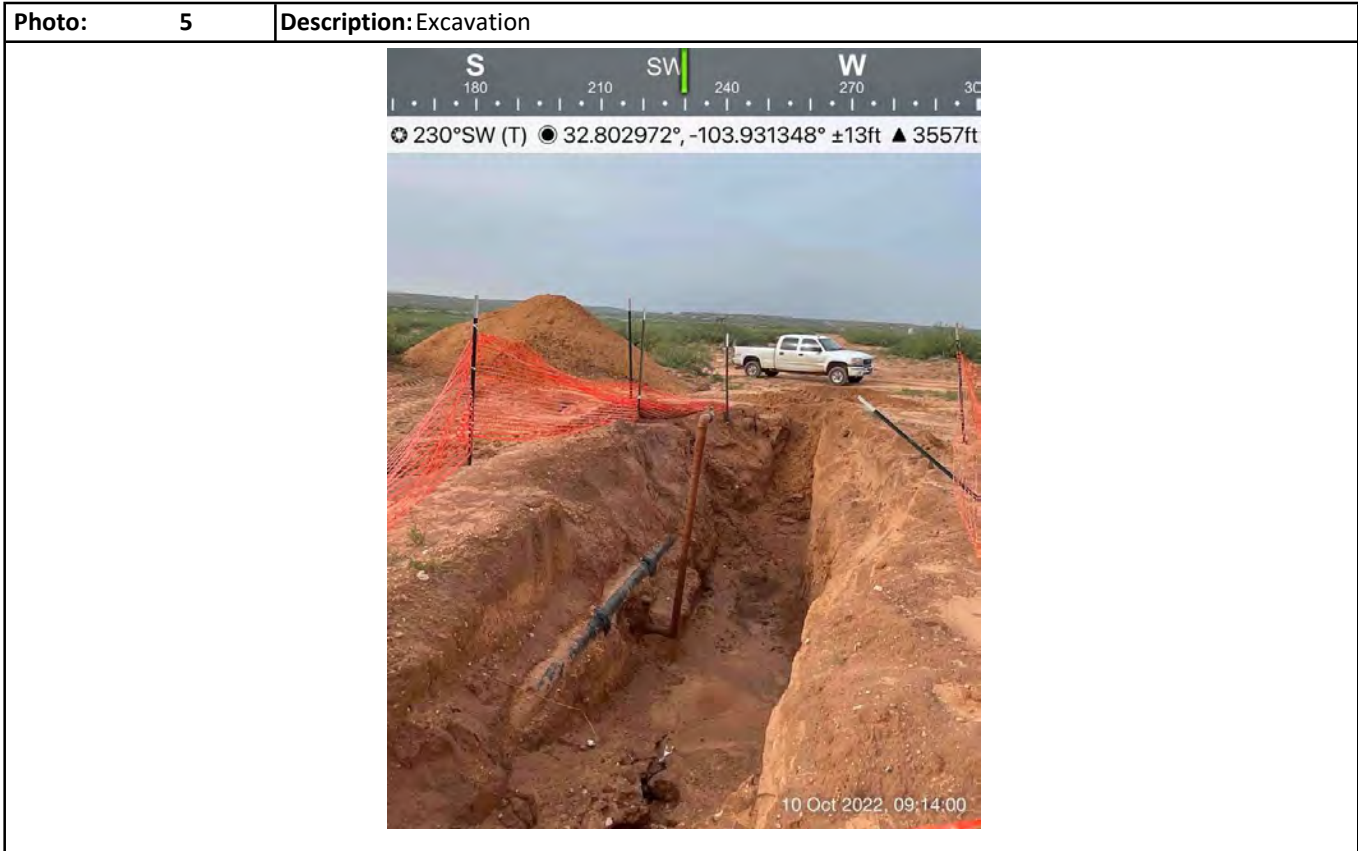 Photo: 5 Description: Excavation
S SW W
180 210 240 270
230°SW (T) 32.802972°, -103.931348° ±13ft ▲ 3557ft
10 Oct 2022, 09:14:00